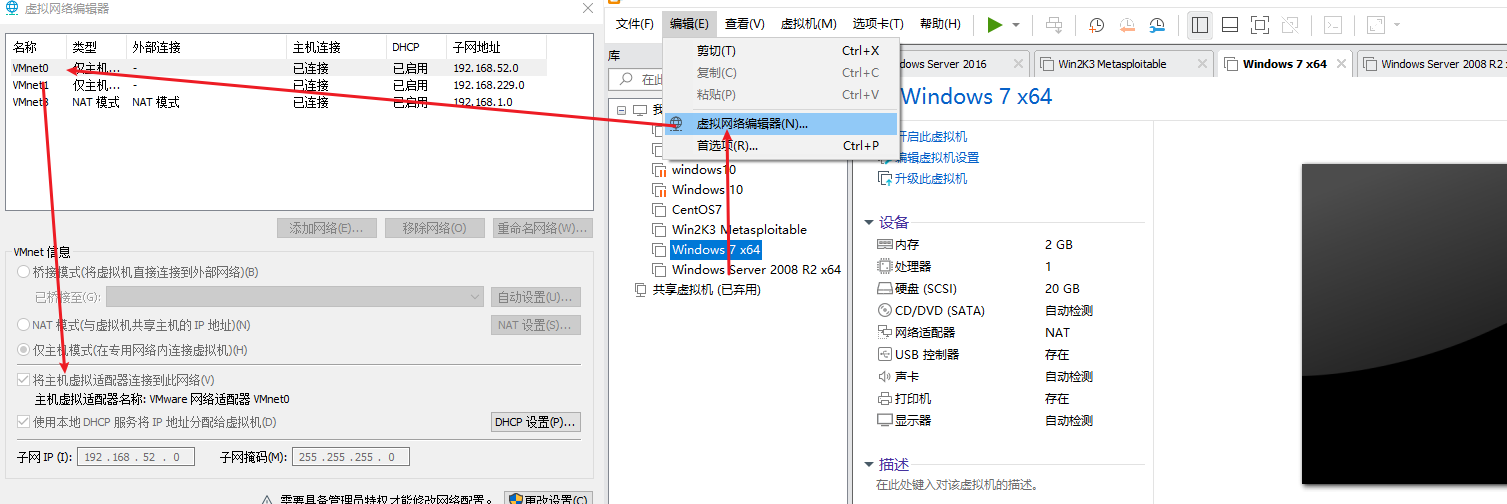 虚拟网络编辑器
名称 类型 外部连接 主机连接 DHCP 子网地址
VMnet0 仅主机... - 已连接 已启用 192.168.52.0
VMnet1 仅主机... - 已连接 已启用 192.168.229.0
VMnet8 NAT 模式 NAT 模式 已连接 已启用 192.168.1.0
添加网络(E)... 移除网络(O) 重命名网络(W)...
VMnet 信息
桥接模式(将虚拟机直接连接到外部网络)(B)
已桥接至(G): 自动设置(U)...
NAT 模式(与虚拟机共享主机的 IP 地址)(N) NAT 设置(S)...
仅主机模式(在专用网络内连接虚拟机)(H)
将主机虚拟适配器连接到此网络(V)
主机虚拟适配器名称: VMware 网络适配器 VMnet0
使用本地 DHCP 服务将 IP 地址分配给虚拟机(D) DHCP 设置(P)...
子网 IP (I): 192 . 168 . 52 . 0 子网掩码(M): 255 . 255 . 255 . 0
需要具备管理员特权才能修改网络配置。 更改设置(C)
文件(F) 编辑(E) 查看(V) 虚拟机(M) 选项卡(T) 帮助(H)
库
在此
我
剪切(T) Ctrl+X
复制(C) Ctrl+C
粘贴(P) Ctrl+V
虚拟网络编辑器(N)...
首选项(R)... Ctrl+P
windows10
Windows 10
CentOS7
Win2K3 Metasploitable
Windows 7 x64
Windows Server 2008 R2 x64
共享虚拟机 (已弃用)
dows Server 2016 Win2K3 Metasploitable Windows 7 x64 Windows Server 2008 R2
Windows 7 x64
开启此虚拟机
编辑虚拟机设置
升级此虚拟机
设备
内存 2 GB
处理器 1
硬盘 (SCSI) 20 GB
CD/DVD (SATA) 自动检测
网络适配器 NAT
USB 控制器 存在
声卡 自动检测
打印机 存在
显示器 自动检测
描述
在此处键入对该虚拟机的描述。